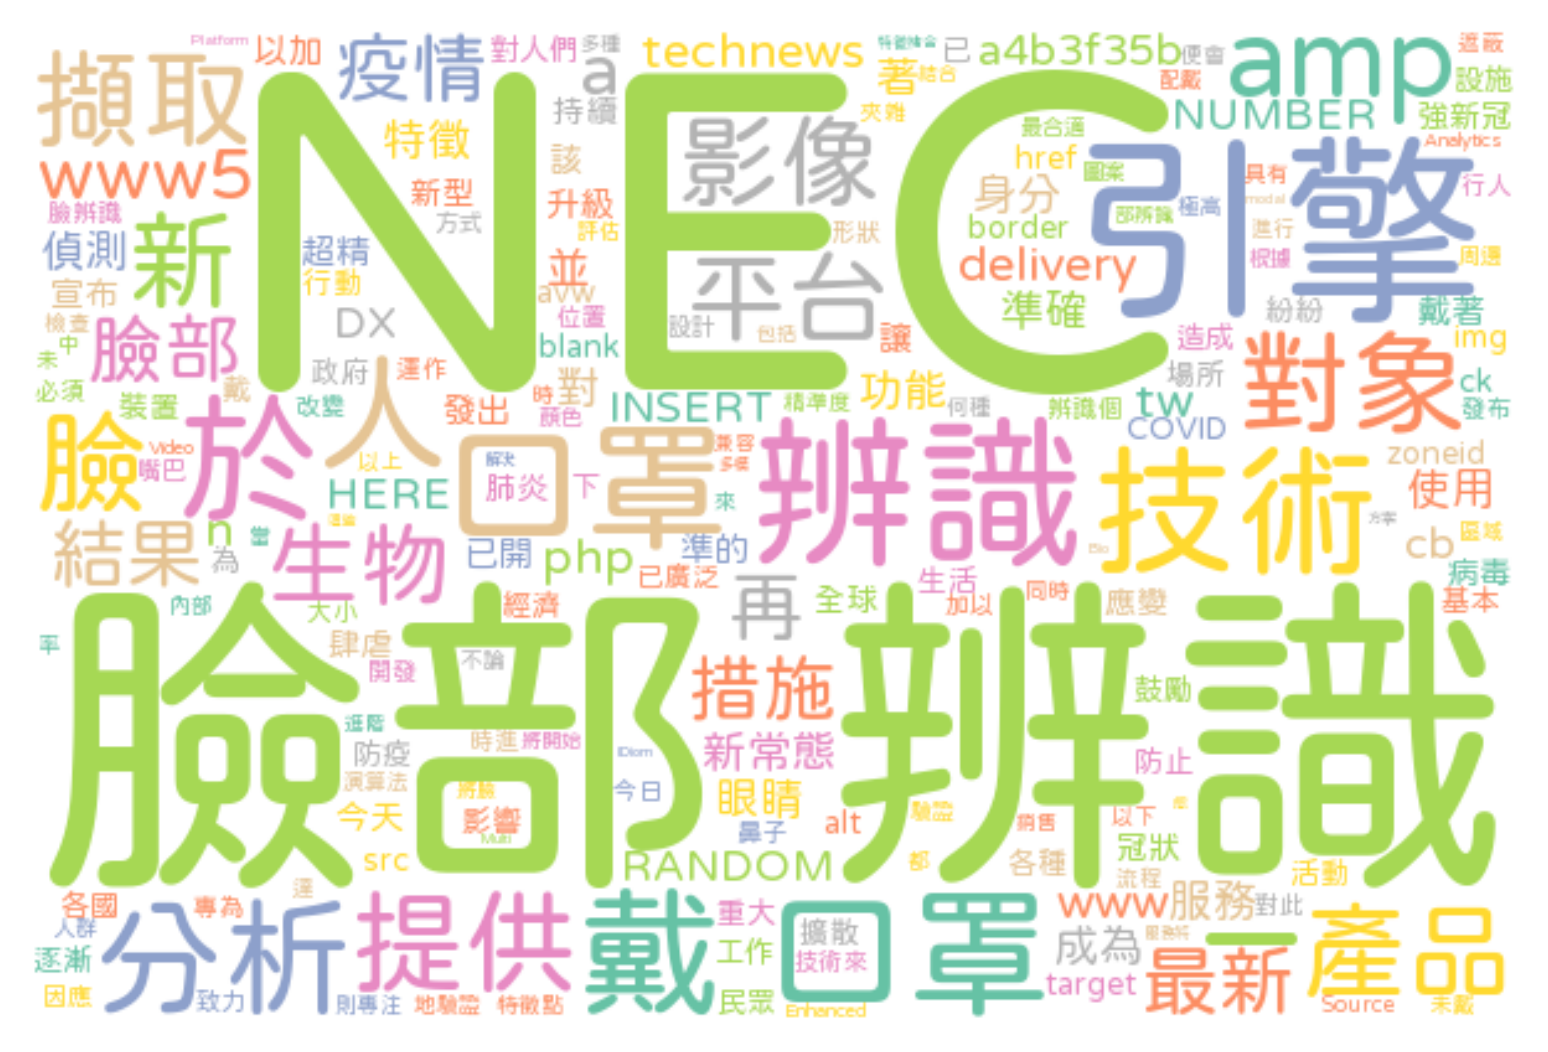 Platform 以加 疫情 對人們 多種 technews 已 a4b3f35b 便會 amp 遮蔽
擷取 a 著 結合 配戴 設施
NEC
持續 影像 夾雜 NUMBER 強新冠
www5 特徵 該 最合適 href 引擎 Analytics
臉辨識 新型 升級 身分 圖案 具有 行人
偵測 新 方式 評估 形狀 border 部辨識 極高 modal 進行
超精 行動 並 平台 delivery 根據 周邊
宣布 DX avw 位置 設計 包括 準確 紛紛 戴著
檢查 臉部 blank 讓 造成 img
未 中 政府 運作 人 場所 對象
必須 裝置 戴 改變 發出 時 對 顏色 INSERT 精準度 功能 何種 辨識個 tw COVID ck 發布
臉 Video 嘴巴 於 以上 HERE 口罩 解決 肺炎 下 兼容 多模 來 辨識 技術 zoneid 使用
結果 n 為 生物 已開 php 準的 已廣泛 Bio 方案 cb 區域
再 全球 生活 加以 同時 應變 病毒 基本
內部 大小 經濟
臉部辨識
率 肆虐 開發 不論 措施 鼓勵
進階 防疫 時進 將開始 新常態 iDiom 防止
演算法 今天 將臉 影響 Multi 今日 眼睛 鼻子 alt 驗證 銷售 以下 冠狀
src RANDOM 都 各種 流程 活動
各國 人群 專為 分析 提供 戴口罩 重大 擴散 www 服務 對此 一 產品
逐漸 工作 技術來 成為 服務將 最新
因應 致力 則專注 地驗證 特徵點 民眾 Enhanced target Source 未戴